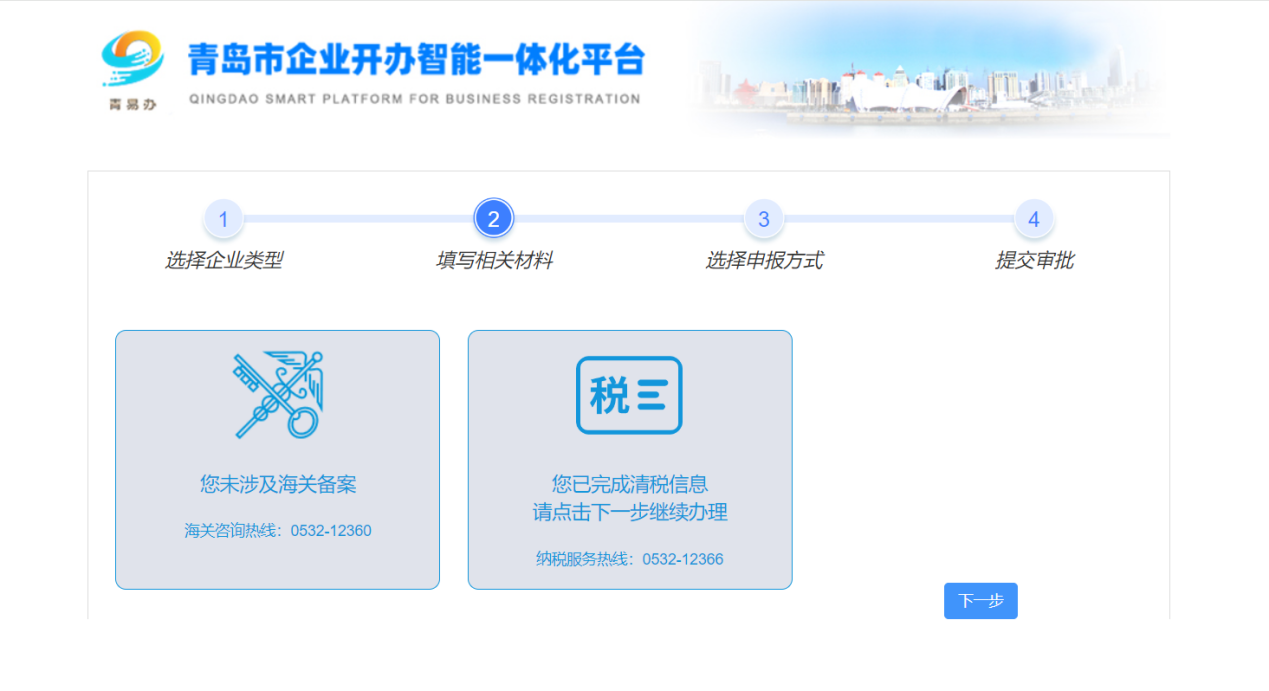 青岛市企业开办智能一体化平台
青易办
QINGDAO SMART PLATFORM FOR BUSINESS REGISTRATION
1
2
3
4
选择企业类型
填写相关材料
选择申报方式
提交审批
您未涉及海关备案
海关咨询热线：0532-12360
税
您已完成清税信息
请点击下一步继续办理
纳税服务热线：0532-12366
下一步